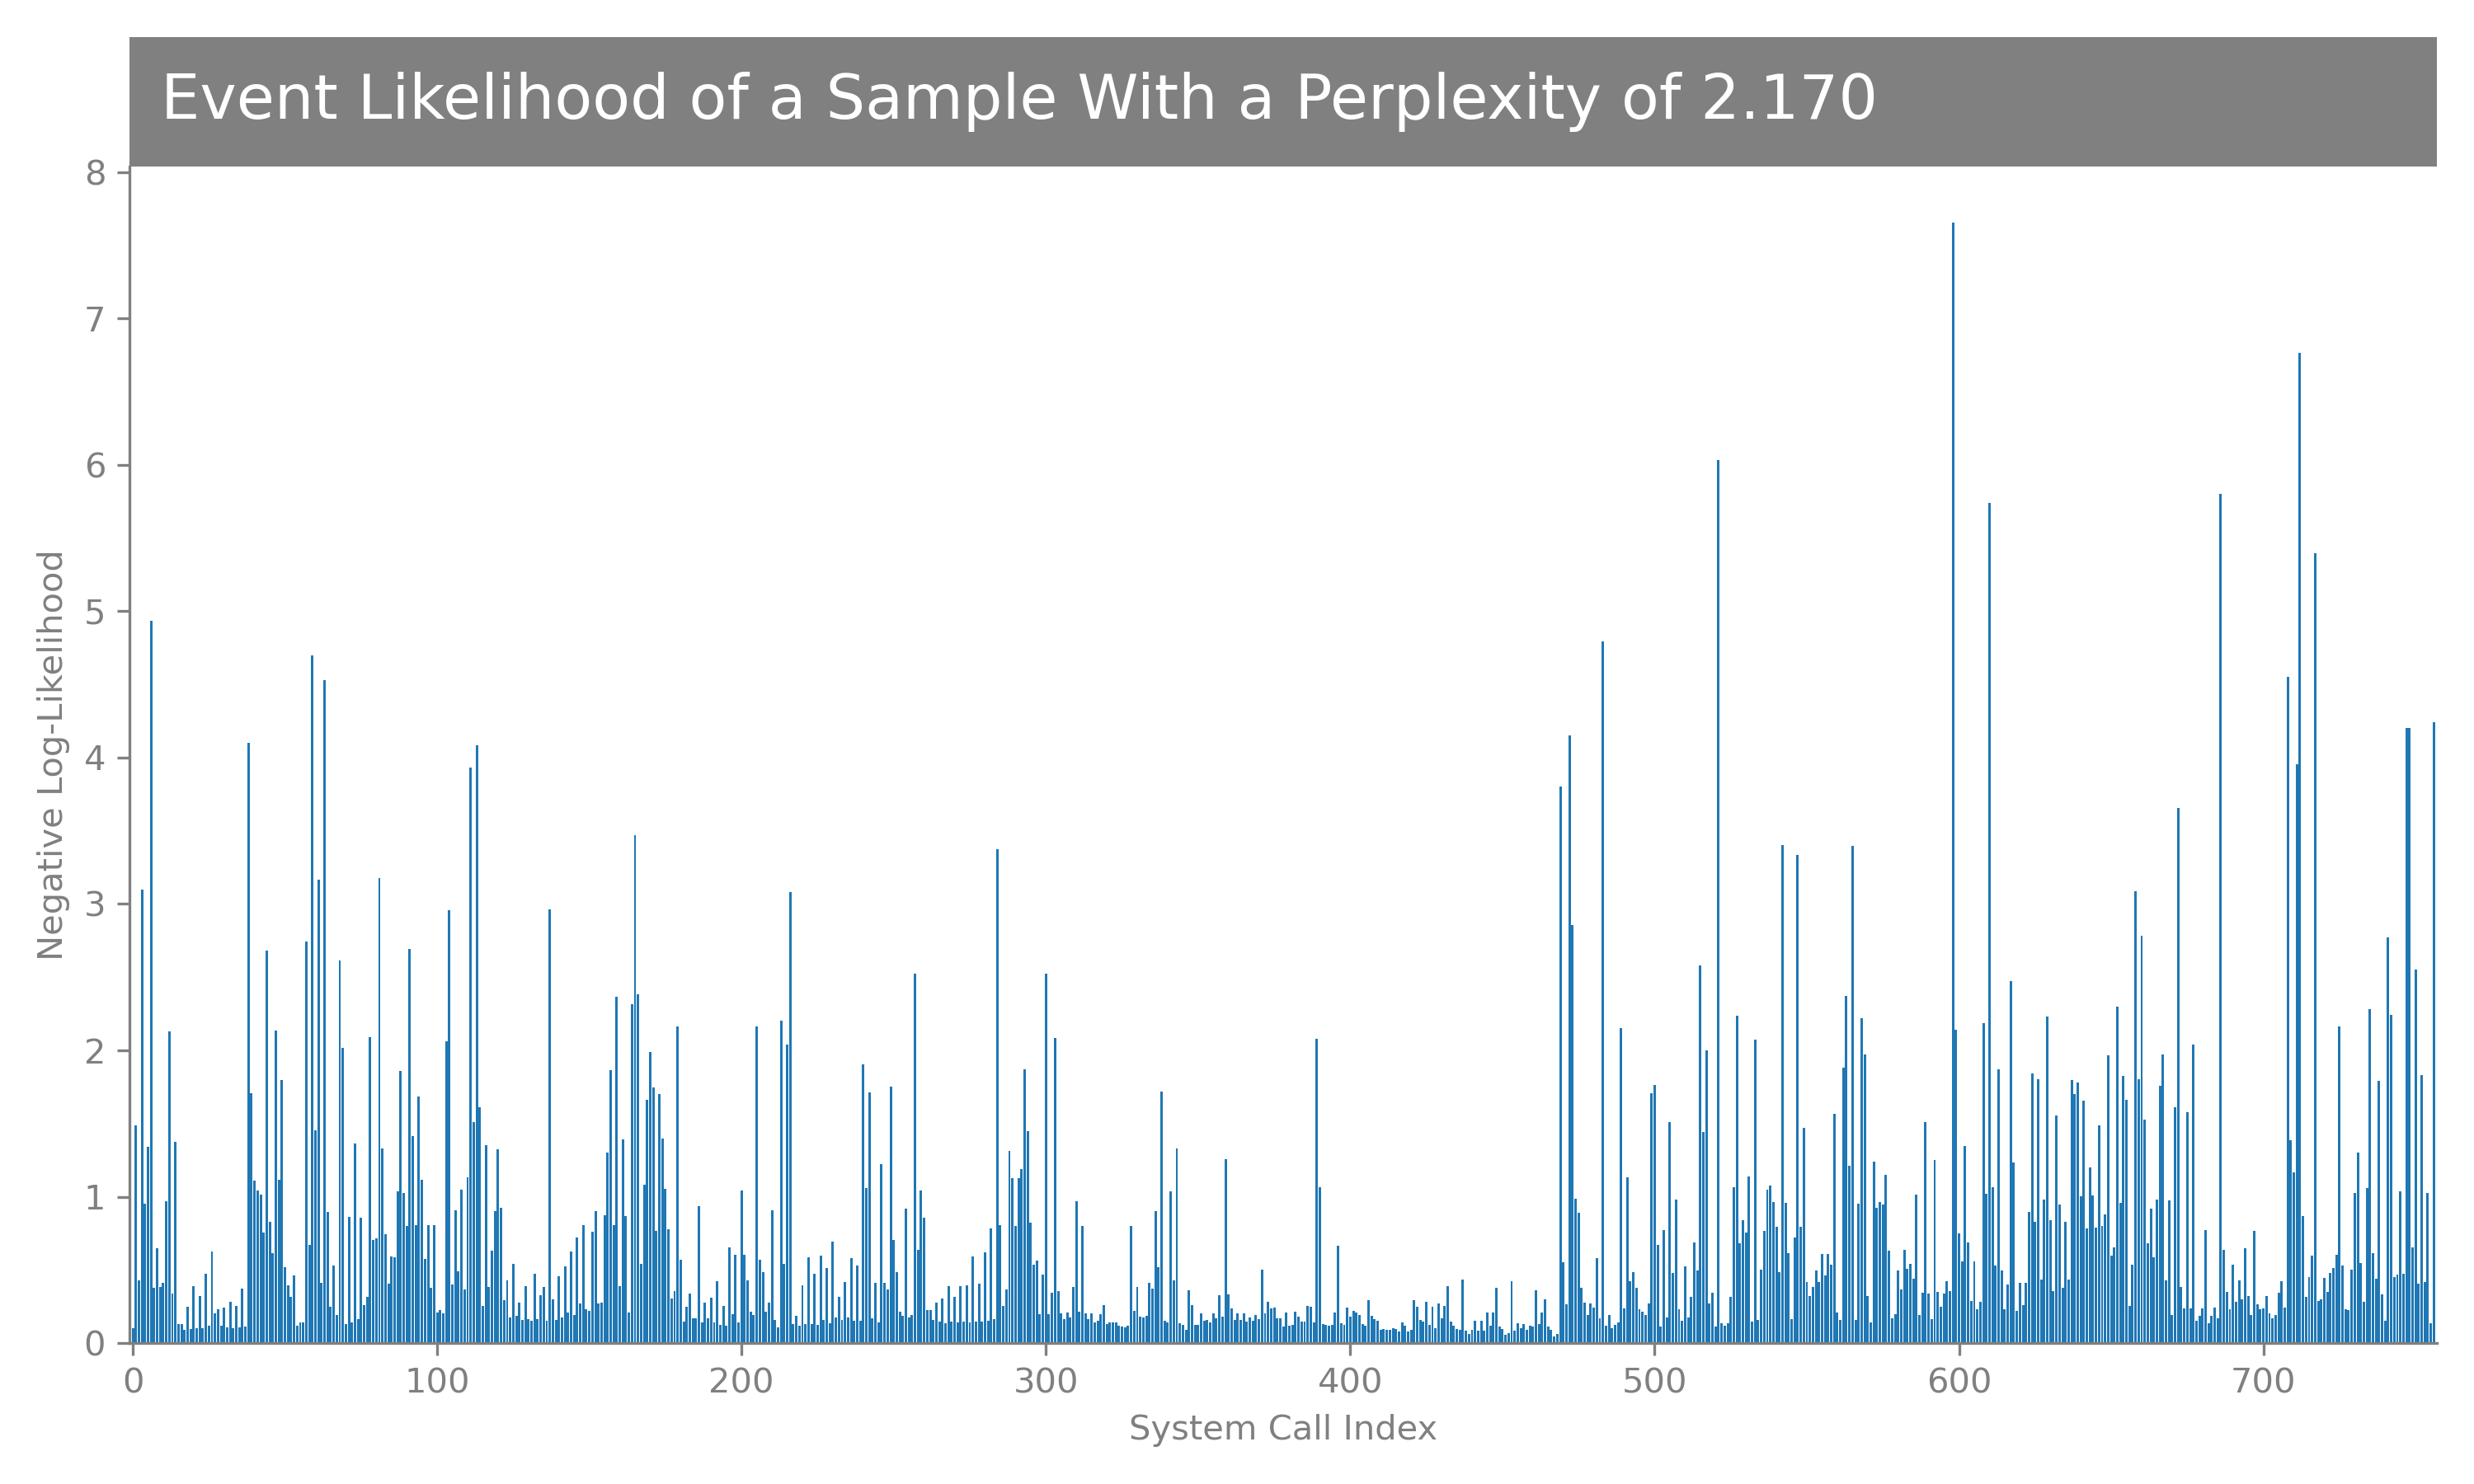 Event Likelihood of a Sample With a Perplexity of 2.170
8
7
6
5
4
3
2
1
0
Negative Log-Likelihood
0 100 200 300 400 500 600 700
System Call Index